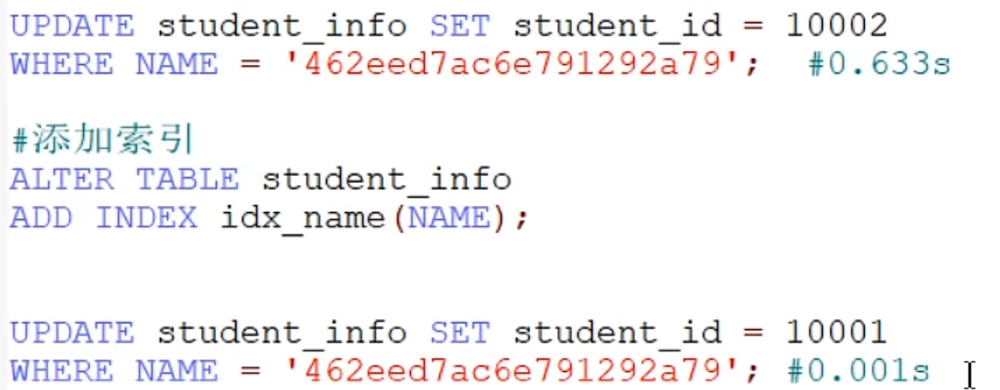 UPDATE student_info SET student_id = 10002
WHERE NAME = '462eed7ac6e791292a79';  #0.633s
#添加索引
ALTER TABLE student_info
ADD INDEX idx_name(NAME);
UPDATE student_info SET student_id = 10001
WHERE NAME = '462eed7ac6e791292a79'; #0.001s